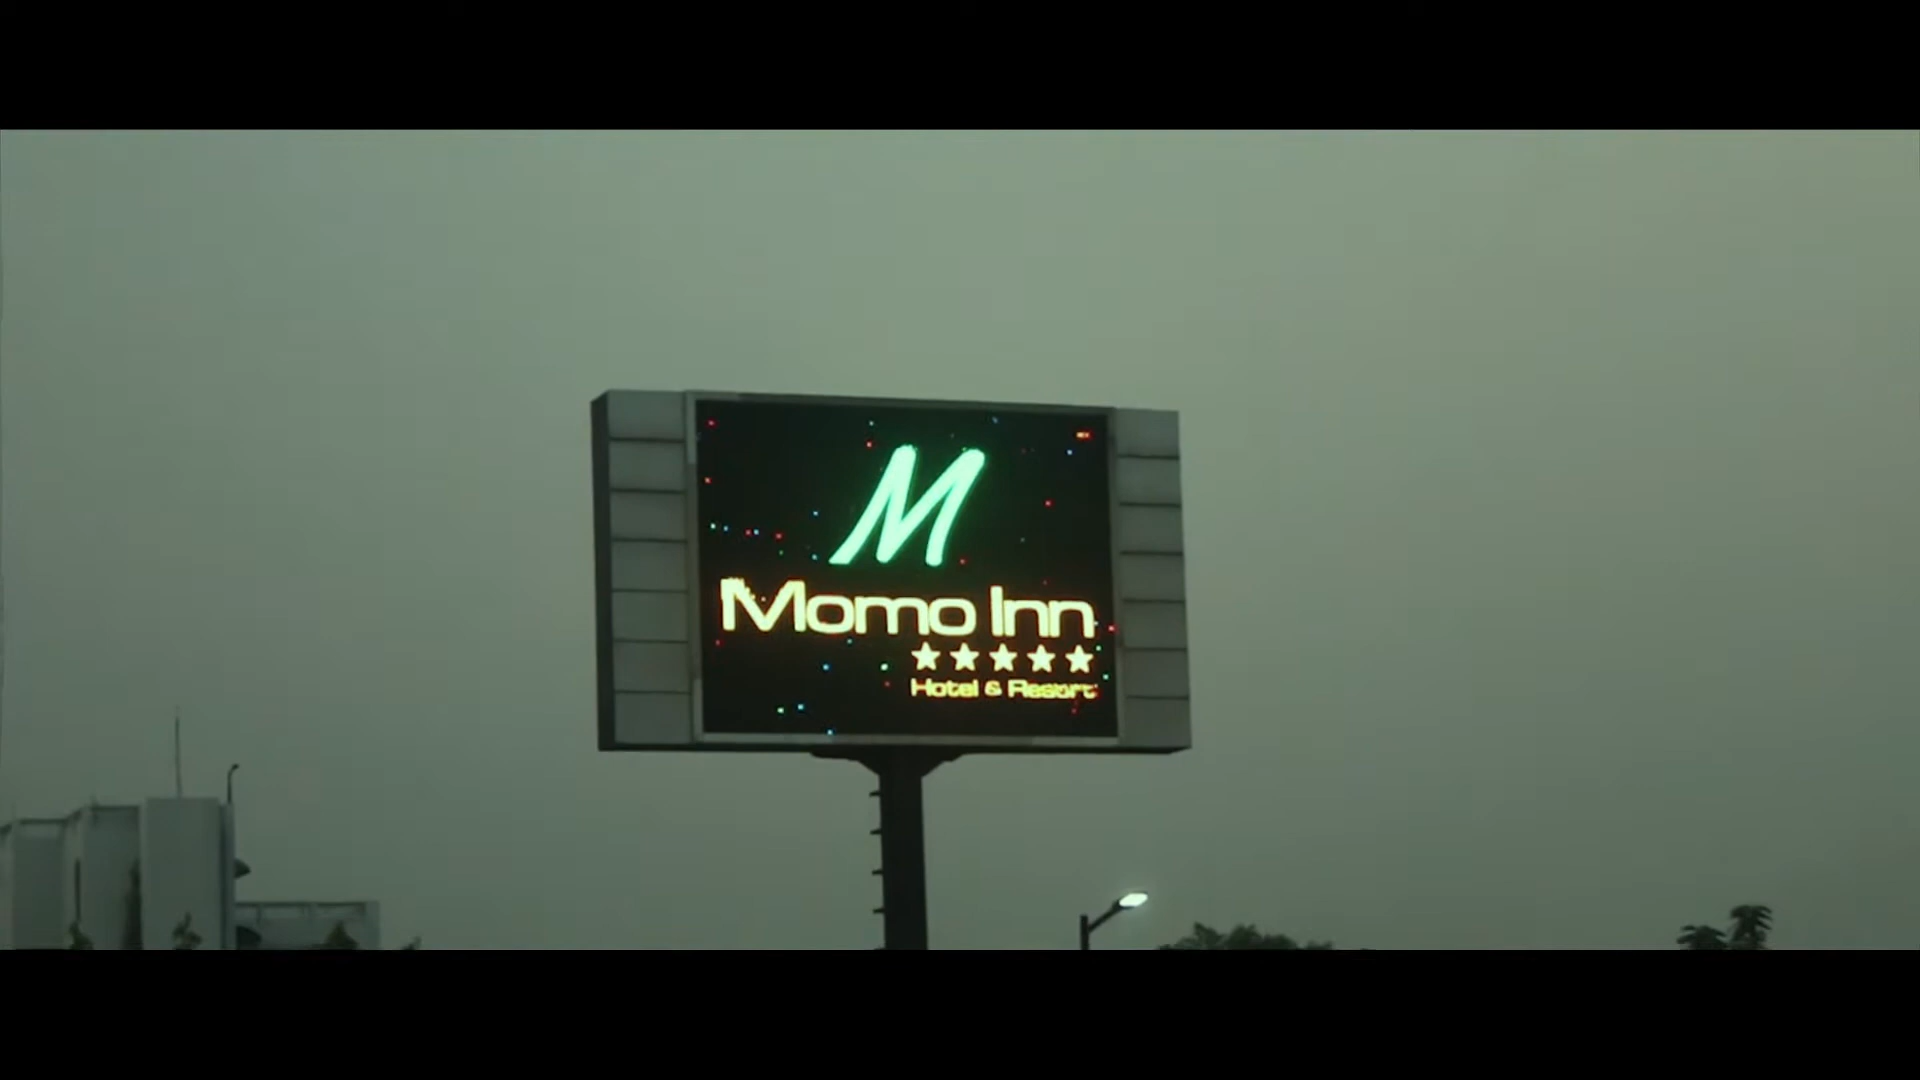 M
Momo Inn
★★★★★
Hotel & Resort